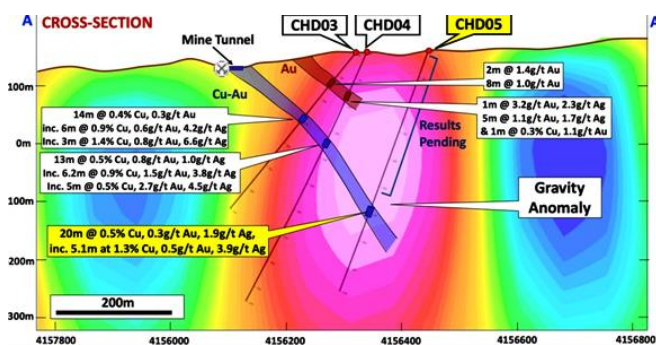 A
CROSS-SECTION
CHD03
CHD04
CHD05
A
Mine Tunnel
Au
Cu-Au
2m @ 1.4g/t Au
8m @ 1.0g/t Au
1m @ 3.2g/t Au, 2.3g/t Ag
5m @ 1.1g/t Au, 1.7g/t Ag
& 1m @ 0.3% Cu, 1.1g/t Au
14m @ 0.4% Cu, 0.3g/t Au
inc. 6m @ 0.9% Cu, 0.6g/t Au, 4.2g/t Ag
inc. 3m @ 1.4% Cu, 0.8g/t Au, 6.6g/t Ag
13m @ 0.5% Cu, 0.8g/t Au, 1.0g/t Ag
Inc. 6.2m @ 0.9% Cu, 1.5g/t Au, 3.8g/t Ag
Inc. 5m @ 0.5% Cu, 2.7g/t Au, 4.5g/t Ag
20m @ 0.5% Cu, 0.3g/t Au, 1.9g/t Ag,
inc. 5.1m at 1.3% Cu, 0.5g/t Au, 3.9g/t Ag
Results
Pending
Gravity
Anomaly
100m
0m
100m
200m
300m
200m
4157800
4156000
4156200
4156400
4156600
4156800